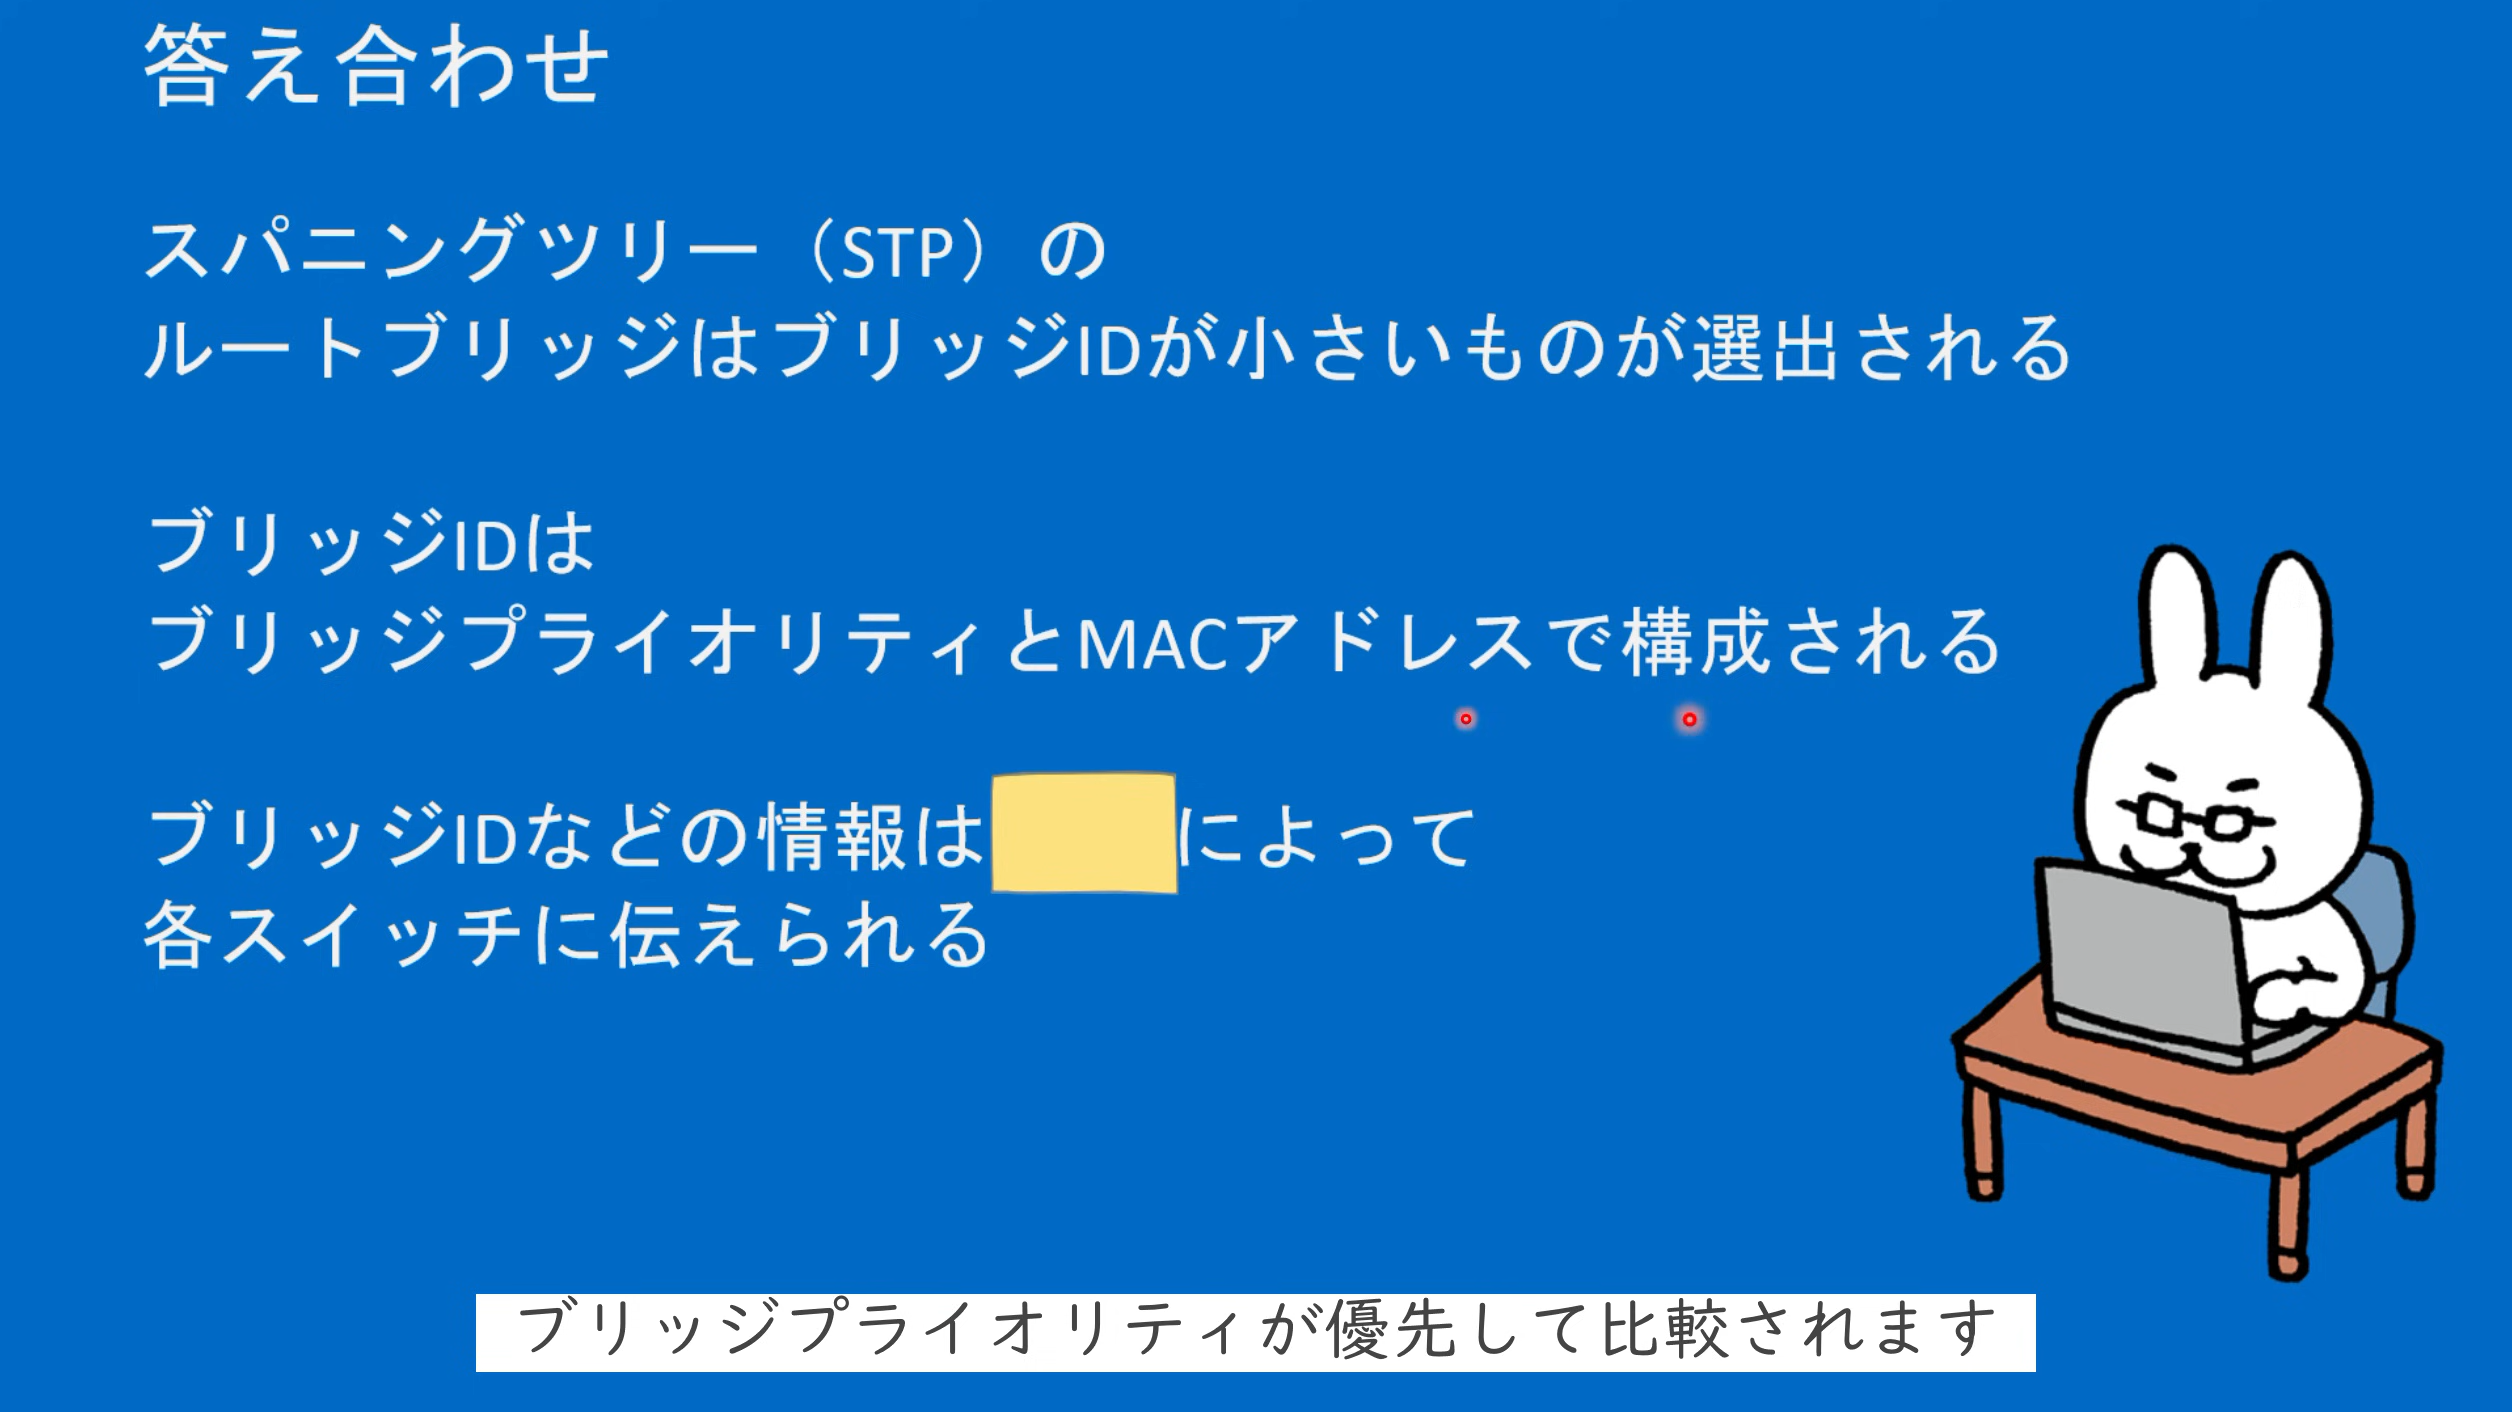 答え合わせ
スパニングツリー（STP）の
ルートブリッジはブリッジIDが小さいものが選出される
ブリッジIDは
ブリッジプライオリティとMACアドレスで構成される
ブリッジIDなどの情報は　　によって
各スイッチに伝えられる
ブリッジプライオリティが優先して比較されます